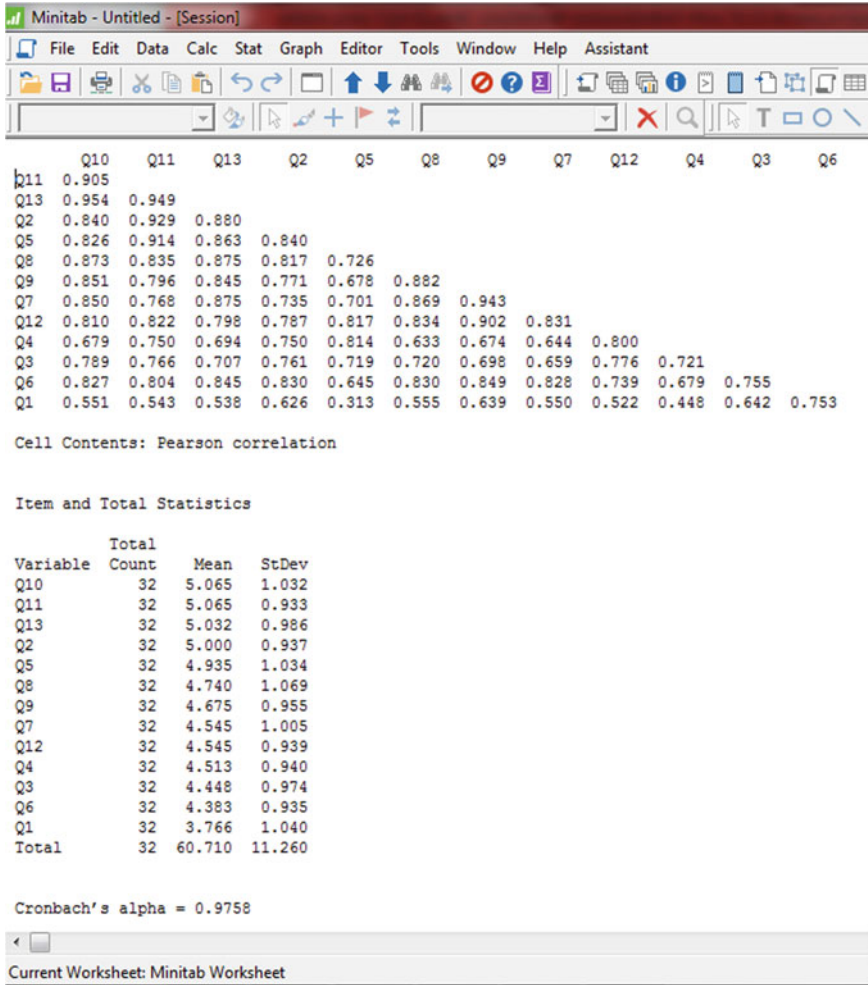 Minitab - Untitled - [Session]
File Edit Data Calc Stat Graph Editor Tools Window Help Assistant
Q10 Q11 Q13 Q2 Q5 Q8 Q9 Q7 Q12 Q4 Q3 Q6
Q11 0.905
Q13 0.954 0.949
Q2 0.840 0.929 0.880
Q5 0.826 0.914 0.863 0.840
Q8 0.873 0.835 0.875 0.817 0.726
Q9 0.851 0.796 0.845 0.771 0.678 0.882
Q7 0.850 0.768 0.875 0.735 0.701 0.869 0.943
Q12 0.810 0.822 0.798 0.787 0.817 0.834 0.902 0.831
Q4 0.679 0.750 0.694 0.750 0.814 0.633 0.674 0.644 0.800
Q3 0.789 0.766 0.707 0.761 0.719 0.720 0.698 0.659 0.776 0.721
Q6 0.827 0.804 0.845 0.830 0.645 0.830 0.849 0.828 0.739 0.679 0.755
Q1 0.551 0.543 0.538 0.626 0.313 0.555 0.639 0.550 0.522 0.448 0.642 0.753
Cell Contents: Pearson correlation
Item and Total Statistics
Total
Variable Count Mean StDev
Q10 32 5.065 1.032
Q11 32 5.065 0.933
Q13 32 5.032 0.986
Q2 32 5.000 0.937
Q5 32 4.935 1.034
Q8 32 4.740 1.069
Q9 32 4.675 0.955
Q7 32 4.545 1.005
Q12 32 4.545 0.939
Q4 32 4.513 0.940
Q3 32 4.448 0.974
Q6 32 4.383 0.935
Q1 32 3.766 1.040
Total 32 60.710 11.260
Cronbach's alpha = 0.9758
Current Worksheet: Minitab Worksheet